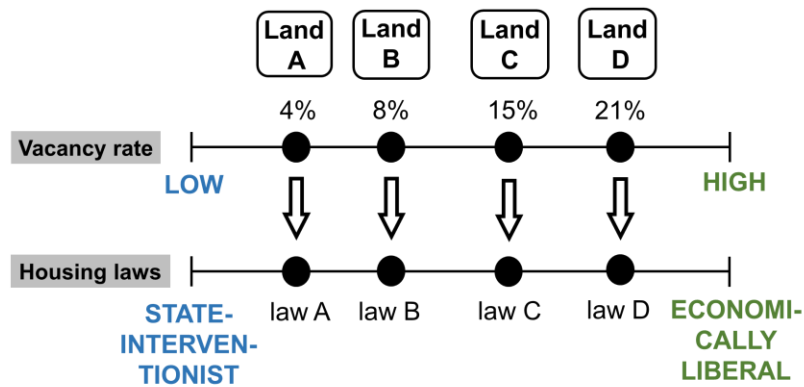 Land
A
Land
B
Land
C
Land
D
4%
8%
15%
21%
Vacancy rate
LOW
HIGH
Housing laws
law A
law B
law C
law D
STATE-
INTERVEN-
TIONIST
ECONOMI-
CALLY
LIBERAL